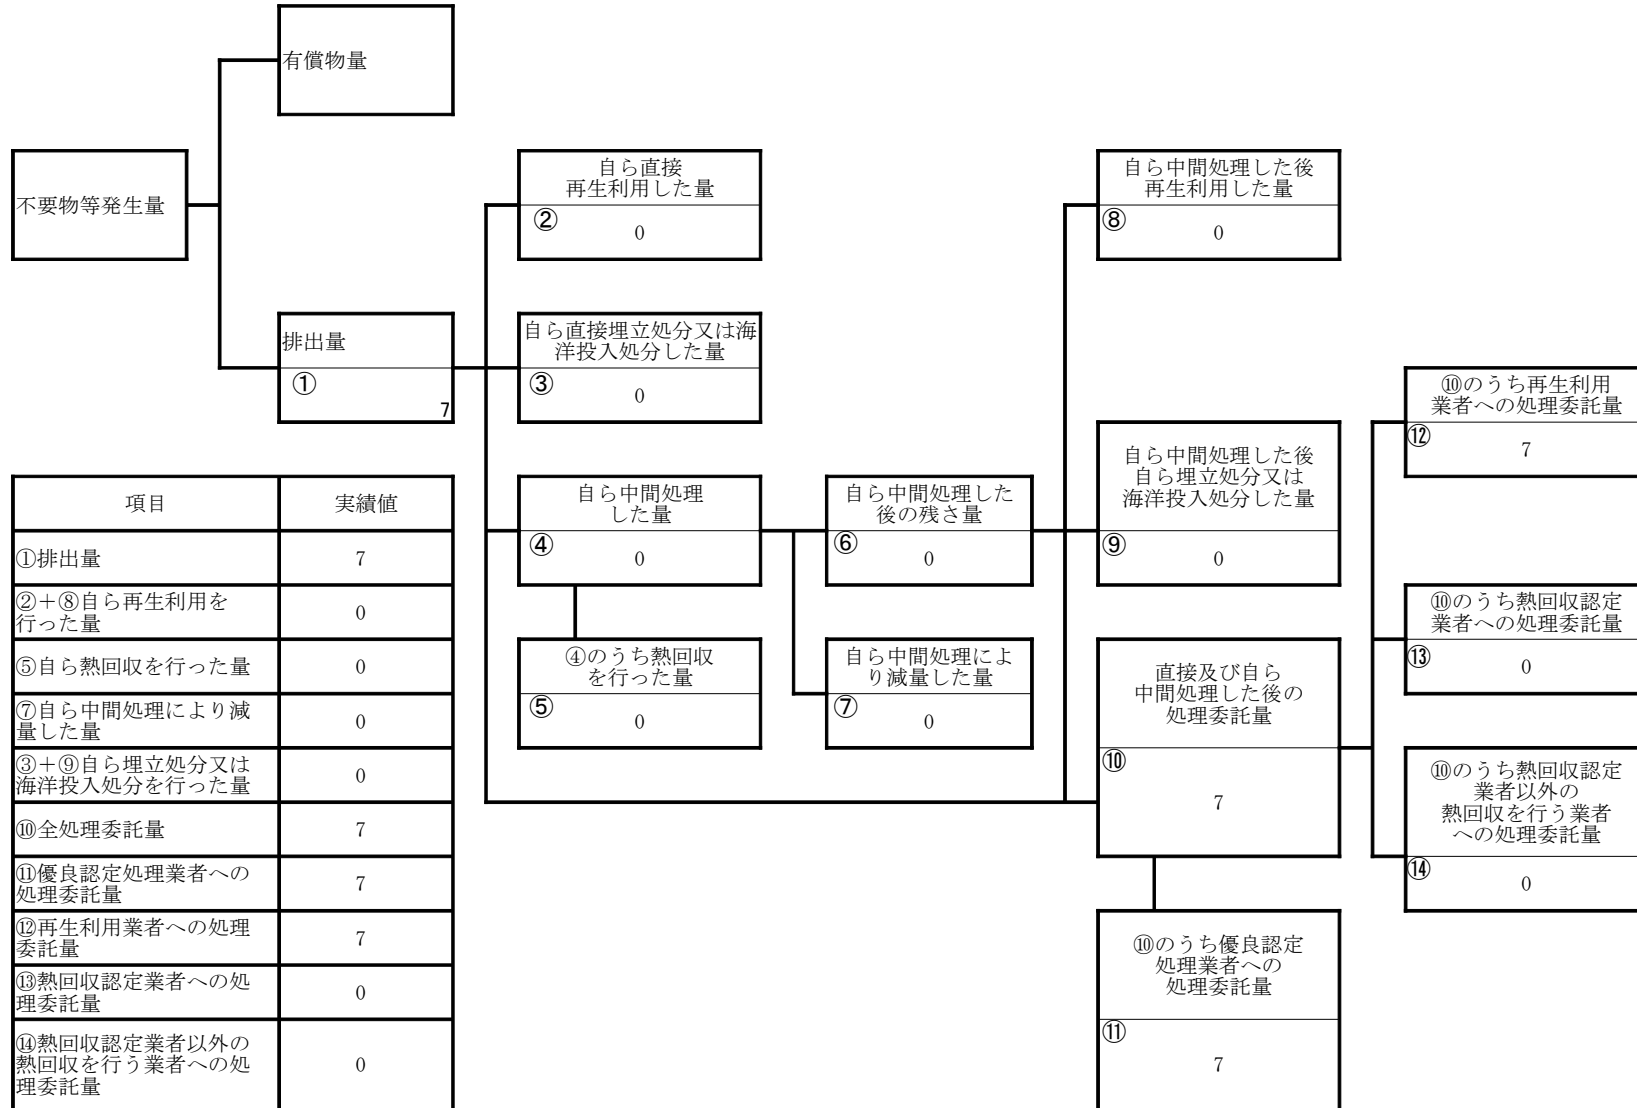 有償物量
不要物等発生量
自ら直接
再生利用した量
②
0
自ら中間処理した後
再生利用した量
⑧
0
排出量
①
7
自ら直接埋立処分又は海
洋投入処分した量
③
0
⑩のうち再生利用
業者への処理委託量
⑫
7
自ら中間処理
した量
④
0
自ら中間処理した
後の残さ量
⑥
0
自ら中間処理した後
自ら埋立処分又は
海洋投入処分した量
⑨
0
④のうち熱回収
を行った量
⑤
0
自ら中間処理によ
り減量した量
⑦
0
直接及び自ら
中間処理した後の
処理委託量
⑩
7
⑩のうち熱回収認定
業者への処理委託量
⑬
0
⑩のうち熱回収認定
業者以外の
熱回収を行う業者
への処理委託量
⑭
0
⑩のうち優良認定
処理業者への
処理委託量
⑪
7
項目 実績値
①排出量 7
②＋⑧自ら再生利用を
行った量 0
⑤自ら熱回収を行った量 0
⑦自ら中間処理により減
量した量 0
③＋⑨自ら埋立処分又は
海洋投入処分を行った量 0
⑩全処理委託量 7
⑪優良認定処理業者への
処理委託量 7
⑫再生利用業者への処理
委託量 7
⑬熱回収認定業者への処
理委託量 0
⑭熱回収認定業者以外の
熱回収を行う業者への処
理委託量 0